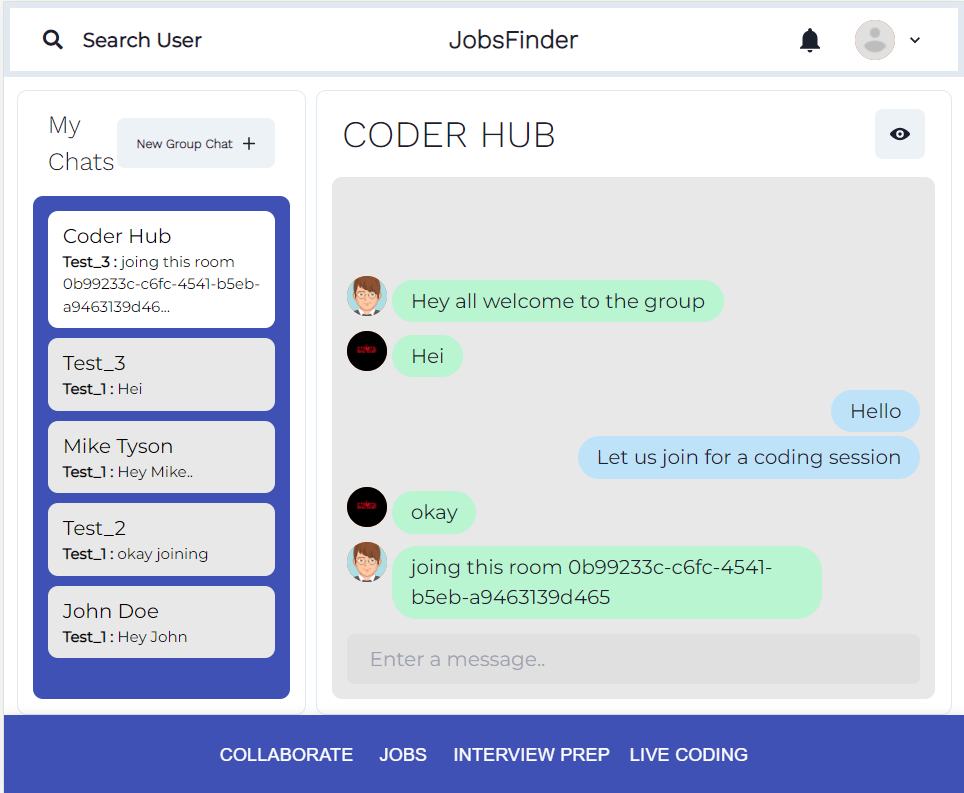 Search User
JobsFinder
My
Chats
New Group Chat +
Coder Hub
Test_3 : joing this room
0b99233c-c6fc-4541-b5eb-
a9463139d46...
Test_3
Test_1 : Hei
Mike Tyson
Test_1 : Hey Mike..
Test_2
Test_1 : okay joining
John Doe
Test_1 : Hey John
CODER HUB
Hey all welcome to the group
Hei
Hello
Let us join for a coding session
okay
joing this room 0b99233c-c6fc-4541-
b5eb-a9463139d465
Enter a message..
COLLABORATE JOBS INTERVIEW PREP LIVE CODING